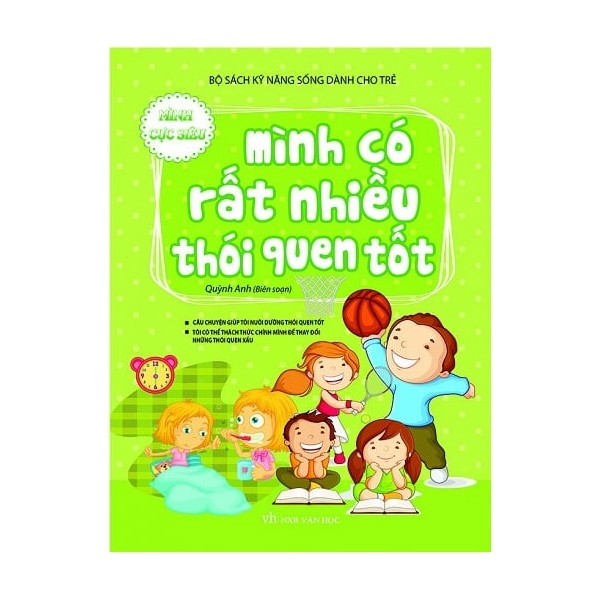 BỘ SÁCH KỸ NĂNG SỐNG DÀNH CHO TRẺ
MÌNH
CỰC SIÊU
mình có
rất nhiều
thói quen tốt
Quỳnh Anh (Biên soạn)
CÂU CHUYỆN GIÚP TÔI NUÔI DƯỠNG THÓI QUEN TỐT
TÔI CÓ THỂ THÁCH THỨC CHÍNH MÌNH ĐỂ THAY ĐỔI
NHỮNG THÓI QUEN XẤU
vh NXB VĂN HỌC